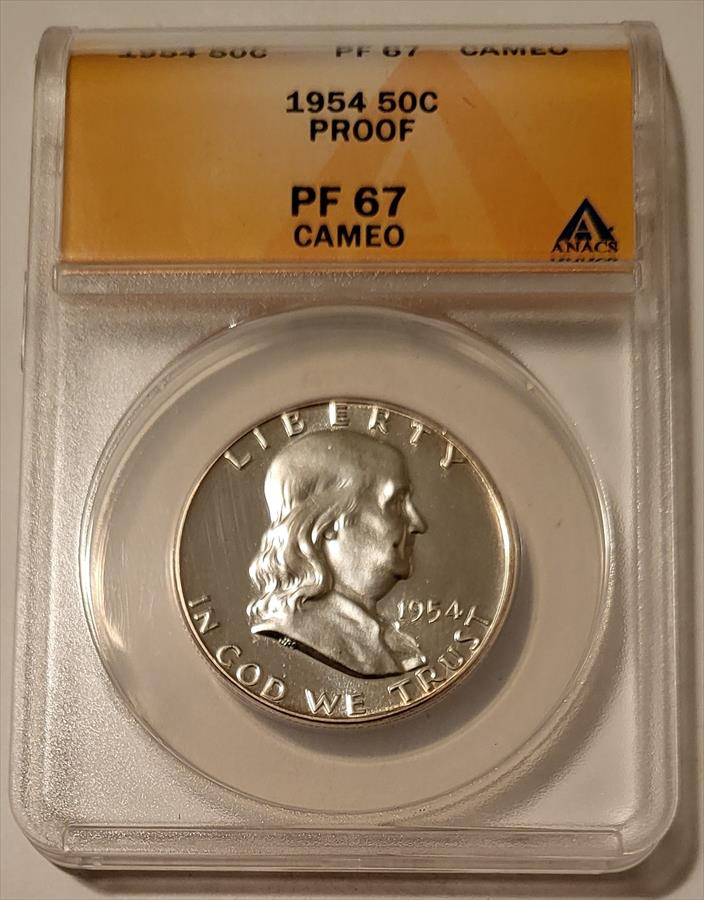 1954 50C PF 67 CAMEO
1954 50C
PROOF
PF 67
CAMEO
ANACS
LIBERTY
1954
IN GOD WE TRUST